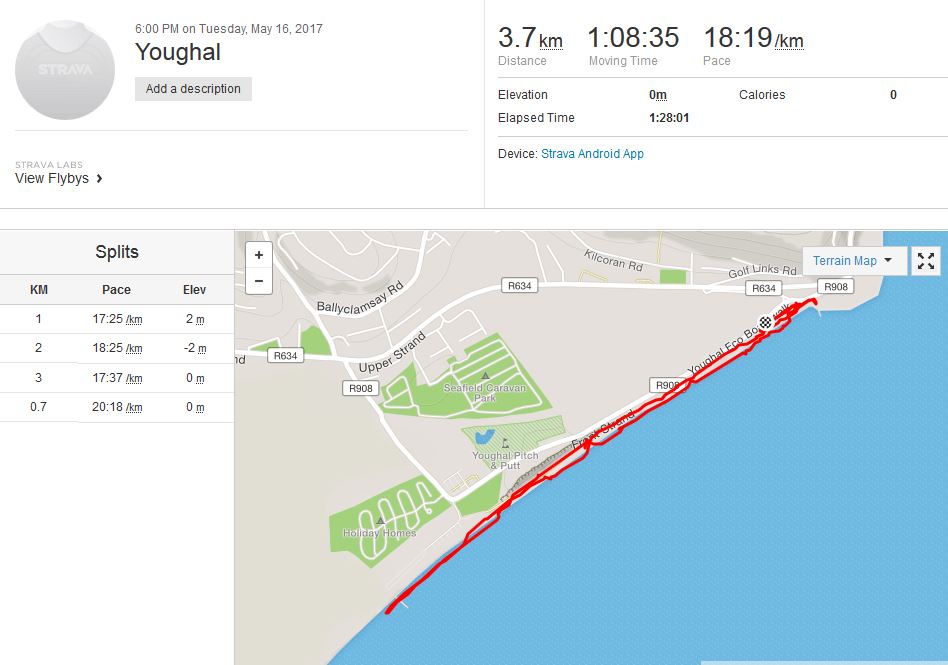 STRAVA
6:00 PM on Tuesday, May 16, 2017
Youghal
Add a description
STRAVA LABS
View Flybys
3.7km 1:08:35 18:19/km
Distance Moving Time Pace
Elevation 0m Calories 0
Elapsed Time 1:28:01
Device: Strava Android App
Splits
KM Pace Elev
1 17:25 /km 2 m
2 18:25 /km -2 m
3 17:37 /km 0 m
0.7 20:18 /km 0 m
+
−
Terrain Map
Kilcoran Rd
Golf Links Rd
R634
R634
R908
Ballyclamsay Rd
Upper Strand
nd
R634
R908
Youghal Eco Boardwalk
R908
Seafield Caravan
Park
Front Strand
Youghal Pitch
& Putt
Holiday Homes